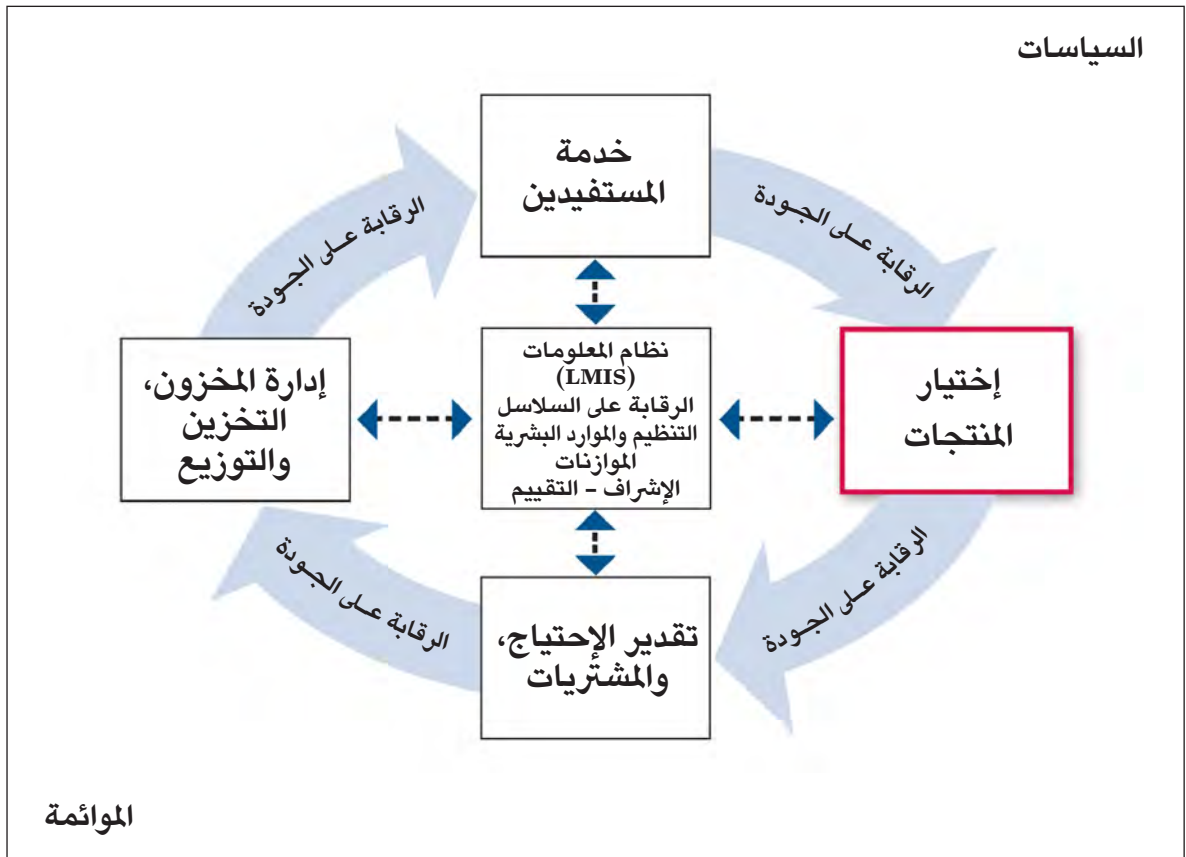 السياسات
خدمة
المستفيدين
الرقابة على الجودة
الرقابة على الجودة
إختيار
المنتجات
نظام المعلومات
(LMIS)
الرقابة على السلاسل
التنظيم والموارد البشرية
الموازنات
الإشراف – التقييم
إدارة المخزون،
التخزين
والتوزيع
الرقابة على الجودة
الرقابة على الجودة
تقدير الإحتياج،
والمشتريات
الموائمة